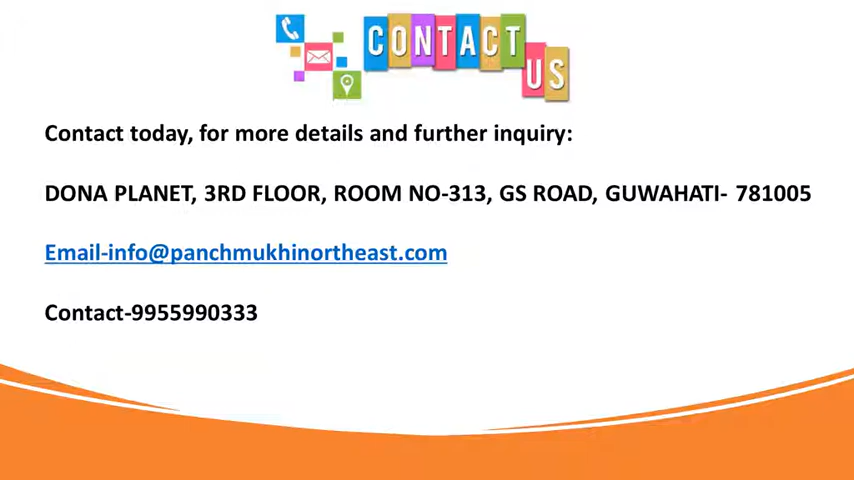 CONTACT
US
Contact today, for more details and further inquiry:
DONA PLANET, 3RD FLOOR, ROOM NO-313, GS ROAD, GUWAHATI- 781005
Email-info@panchmukhinortheast.com
Contact-9955990333